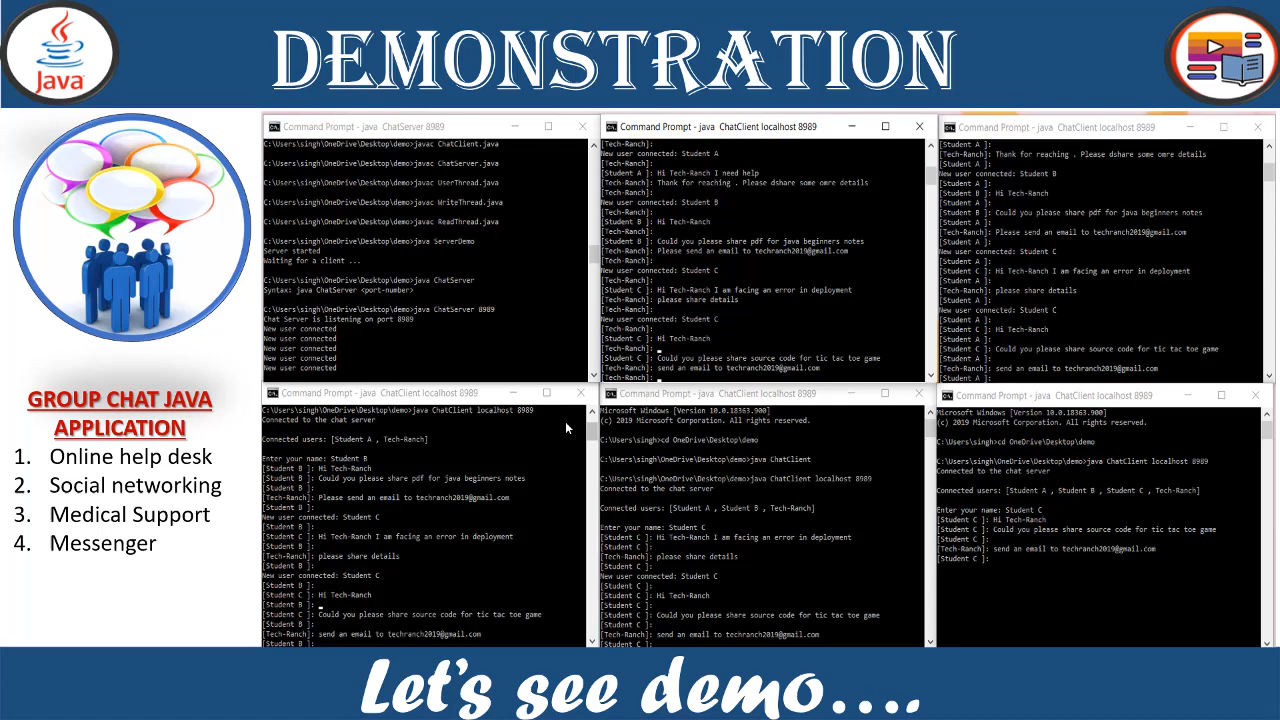 Java
DEMONSTRATION
GROUP CHAT JAVA
APPLICATION
1. Online help desk
2. Social networking
3. Medical Support
4. Messenger
Command Prompt - java ChatServer 8989
C:\Users\singh\OneDrive\Desktop\demo>javac ChatClient.java
C:\Users\singh\OneDrive\Desktop\demo>javac ChatServer.java
C:\Users\singh\OneDrive\Desktop\demo>javac UserThread.java
C:\Users\singh\OneDrive\Desktop\demo>javac WriteThread.java
C:\Users\singh\OneDrive\Desktop\demo>javac ReadThread.java
C:\Users\singh\OneDrive\Desktop\demo>java ServerDemo
Server started
Waiting for a client ...
C:\Users\singh\OneDrive\Desktop\demo>java ChatServer
Syntax: java ChatServer <port-number>
C:\Users\singh\OneDrive\Desktop\demo>java ChatServer 8989
Chat Server is listening on port 8989
New user connected
New user connected
New user connected
New user connected
New user connected
Command Prompt - java ChatClient localhost 8989
[Tech-Ranch]:
New user connected: Student A
[Tech-Ranch]:
[Student A ]: Hi Tech-Ranch I need help
[Tech-Ranch]: Thank for reaching . Please dshare some omre details
[Tech-Ranch]:
New user connected: Student B
[Tech-Ranch]:
[Student B ]: Hi Tech-Ranch
[Tech-Ranch]:
[Student B ]: Could you please share pdf for java beginners notes
[Tech-Ranch]: Please send an email to techranch2019@gmail.com
[Tech-Ranch]:
New user connected: Student C
[Tech-Ranch]:
[Student C ]: Hi Tech-Ranch I am facing an error in deployment
[Tech-Ranch]: please share details
[Tech-Ranch]:
New user connected: Student C
[Tech-Ranch]:
[Student C ]: Hi Tech-Ranch
[Tech-Ranch]:
[Student C ]: Could you please share source code for tic tac toe game
[Tech-Ranch]: send an email to techranch2019@gmail.com
[Tech-Ranch]:
Command Prompt - java ChatClient localhost 8989
[Student A ]:
[Tech-Ranch]: Thank for reaching . Please dshare some omre details
[Student A ]:
New user connected: Student B
[Student A ]:
[Student B ]: Hi Tech-Ranch
[Student A ]:
[Student B ]: Could you please share pdf for java beginners notes
[Student A ]:
[Tech-Ranch]: Please send an email to techranch2019@gmail.com
[Student A ]:
New user connected: Student C
[Student A ]:
[Student C ]: Hi Tech-Ranch I am facing an error in deployment
[Student A ]:
[Tech-Ranch]: please share details
[Student A ]:
New user connected: Student C
[Student A ]:
[Student C ]: Hi Tech-Ranch
[Student A ]:
[Student C ]: Could you please share source code for tic tac toe game
[Student A ]:
[Tech-Ranch]: send an email to techranch2019@gmail.com
[Student A ]:
Command Prompt - java ChatClient localhost 8989
C:\Users\singh\OneDrive\Desktop\demo>java ChatClient localhost 8989
Connected to the chat server
Connected users: [Student A , Tech-Ranch]
Enter your name: Student B
[Student B ]: Hi Tech-Ranch
[Student B ]: Could you please share pdf for java beginners notes
[Student B ]:
[Tech-Ranch]: Please send an email to techranch2019@gmail.com
[Student B ]:
New user connected: Student C
[Student B ]:
[Student C ]: Hi Tech-Ranch I am facing an error in deployment
[Student B ]:
[Tech-Ranch]: please share details
[Student B ]:
New user connected: Student C
[Student B ]:
[Student C ]: Hi Tech-Ranch
[Student B ]:
[Student C ]: Could you please share source code for tic tac toe game
[Student B ]:
[Tech-Ranch]: send an email to techranch2019@gmail.com
[Student B ]:
Command Prompt - java ChatClient localhost 8989
Microsoft Windows [Version 10.0.18363.900]
(c) 2019 Microsoft Corporation. All rights reserved.
C:\Users\singh>cd OneDrive\Desktop\demo
C:\Users\singh\OneDrive\Desktop\demo>java ChatClient
C:\Users\singh\OneDrive\Desktop\demo>java ChatClient localhost 8989
Connected to the chat server
Connected users: [Student A , Student B , Tech-Ranch]
Enter your name: Student C
[Student C ]: Hi Tech-Ranch I am facing an error in deployment
[Student C ]:
[Tech-Ranch]: please share details
[Student C ]:
New user connected: Student C
[Student C ]:
[Student C ]: Hi Tech-Ranch
[Student C ]:
[Student C ]: Could you please share source code for tic tac toe game
[Student C ]:
[Tech-Ranch]: send an email to techranch2019@gmail.com
[Student C ]:
Command Prompt - java ChatClient localhost 8989
Microsoft Windows [Version 10.0.18363.900]
(c) 2019 Microsoft Corporation. All rights reserved.
C:\Users\singh>cd OneDrive\Desktop\demo
C:\Users\singh\OneDrive\Desktop\demo>java ChatClient localhost 8989
Connected to the chat server
Connected users: [Student A , Student B , Student C , Tech-Ranch]
Enter your name: Student C
[Student C ]: Hi Tech-Ranch
[Student C ]: Could you please share source code for tic tac toe game
[Student C ]:
[Tech-Ranch]: send an email to techranch2019@gmail.com
[Student C ]:
Let's see demo....